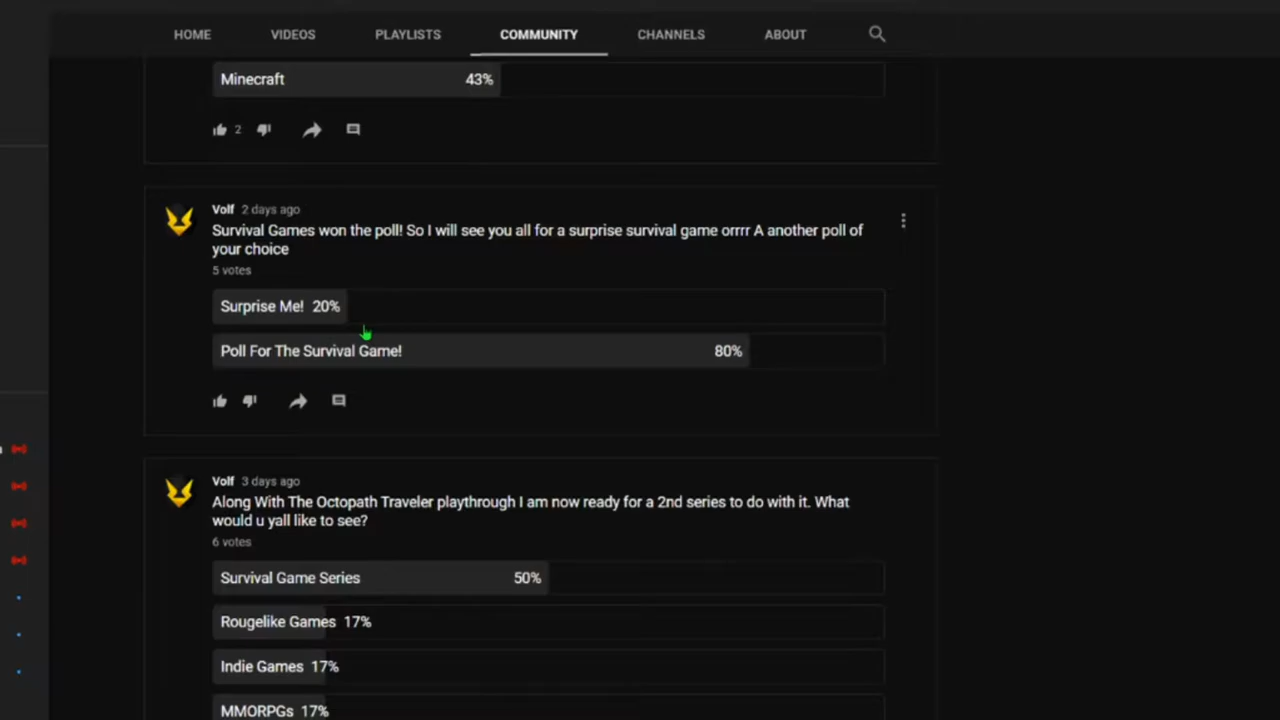 HOME VIDEOS PLAYLISTS COMMUNITY CHANNELS ABOUT
Minecraft 43%
2
Volf 2 days ago
Survival Games won the poll! So I will see you all for a surprise survival game orrrr A another poll of
your choice
5 votes
Surprise Me! 20%
Poll For The Survival Game! 80%
Volf 3 days ago
Along With The Octopath Traveler playthrough I am now ready for a 2nd series to do with it. What
would u yall like to see?
6 votes
Survival Game Series 50%
Rougelike Games 17%
Indie Games 17%
MMORPGs 17%